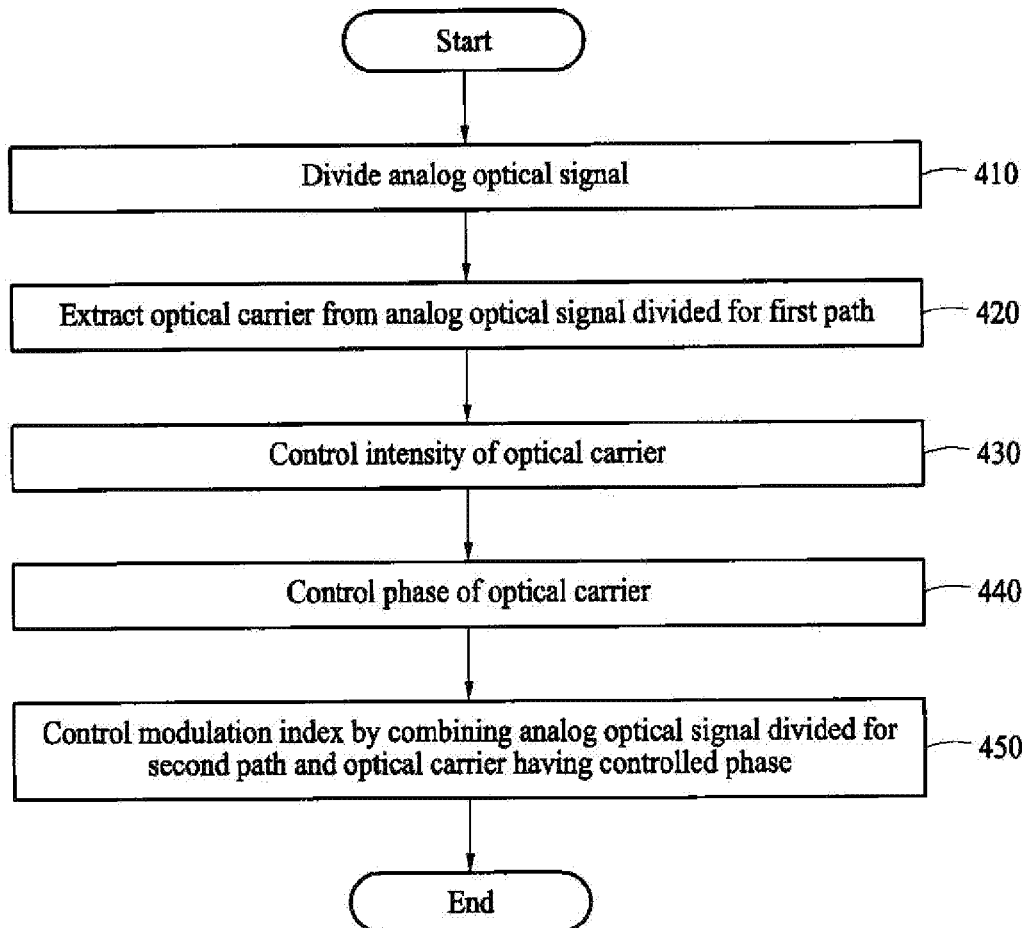 Start
Divide analog optical signal
410
Extract optical carrier from analog optical signal divided for first path
420
Control intensity of optical carrier
430
Control phase of optical carrier
440
Control modulation index by combining analog optical signal divided for
second path and optical carrier having controlled phase
450
End